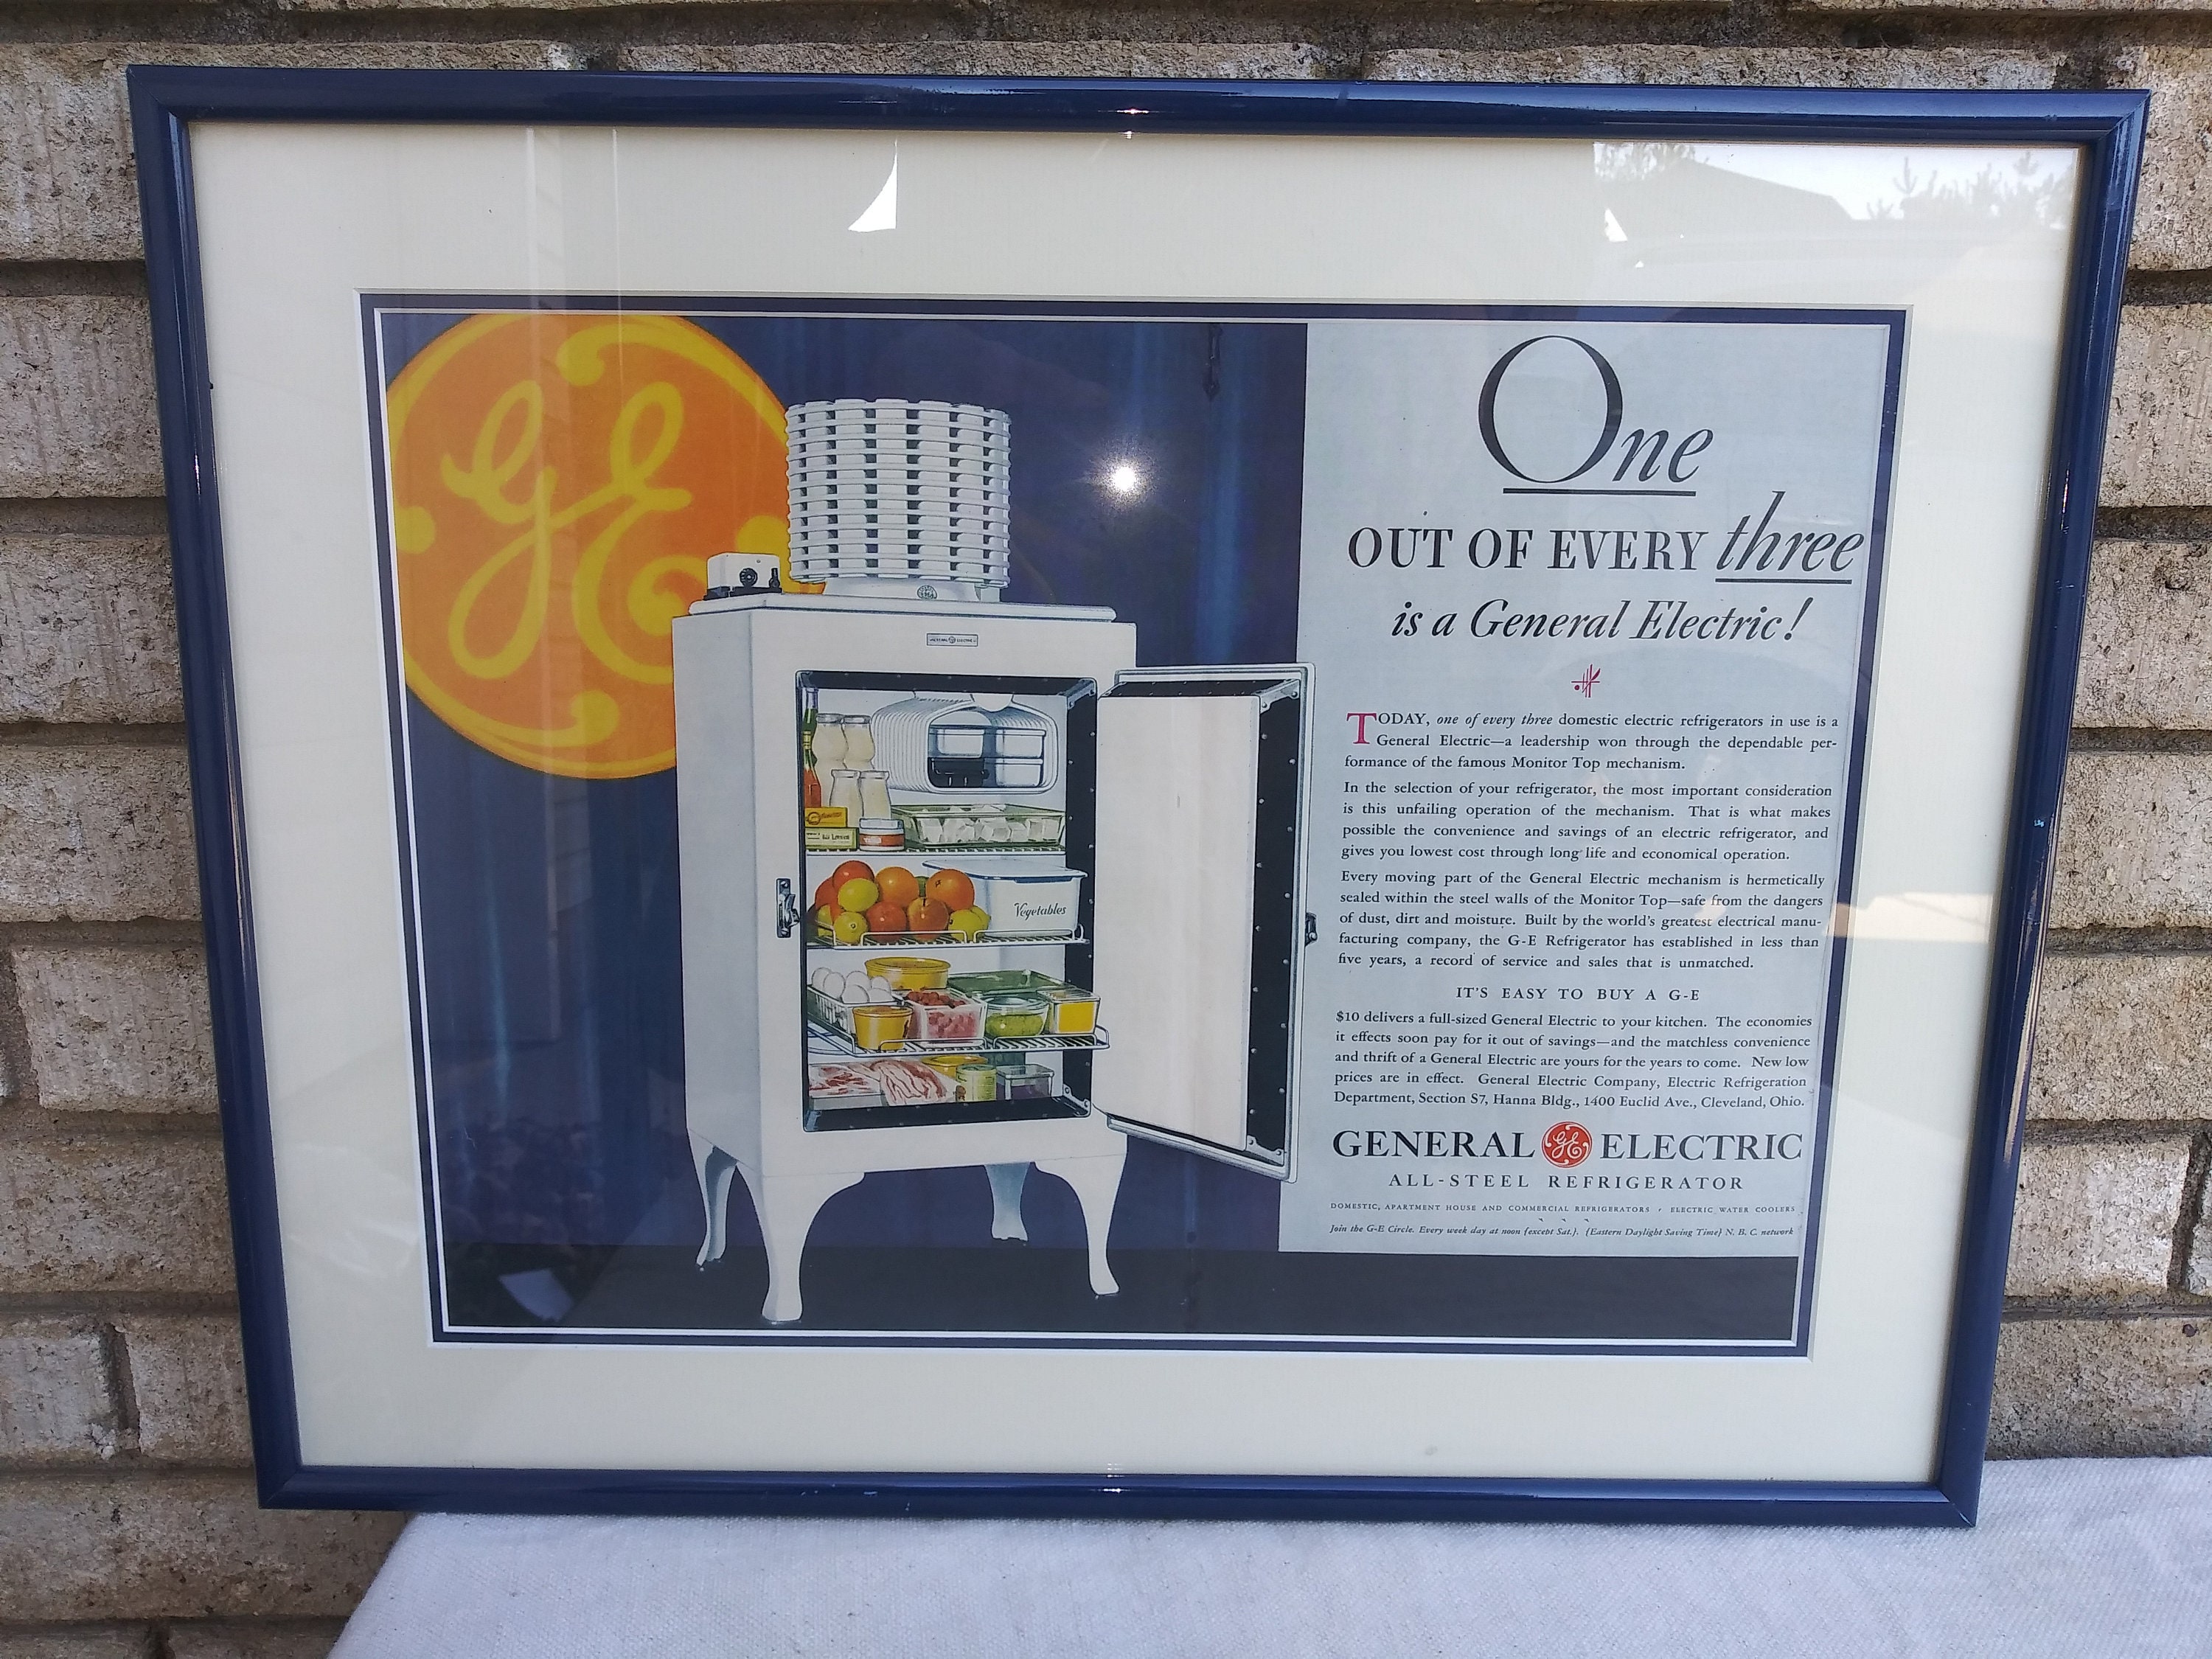 GE
One
OUT OF EVERY three
is a General Electric!
TODAY, one of every three domestic electric refrigerators in use is a
General Electric—a leadership won through the dependable per-
formance of the famous Monitor Top mechanism.
In the selection of your refrigerator, the most important consideration
is this unfailing operation of the mechanism. That is what makes
possible the convenience and savings of an electric refrigerator, and
gives you lowest cost through long life and economical operation.
Every moving part of the General Electric mechanism is hermetically
sealed within the steel walls of the Monitor Top—safe from the dangers
of dust, dirt and moisture. Built by the world's greatest electrical manu-
facturing company, the G-E Refrigerator has established in less than
five years, a record of service and sales that is unmatched.
IT'S EASY TO BUY A G-E
$10 delivers a full-sized General Electric to your kitchen. The economies
it effects soon pay for it out of savings—and the matchless convenience
and thrift of a General Electric are yours for the years to come. New low
prices are in effect. General Electric Company, Electric Refrigeration
Department, Section S7, Hanna Bldg., 1400 Euclid Ave., Cleveland, Ohio.
GENERAL GE ELECTRIC
ALL-STEEL REFRIGERATOR
DOMESTIC, APARTMENT HOUSE AND COMMERCIAL REFRIGERATORS · ELECTRIC WATER COOLERS
Join the G-E Circle. Every week day at noon (except Sat.). (Eastern Daylight Saving Time) N. B. C. network
GENERAL GE ELECTRIC
Vegetables